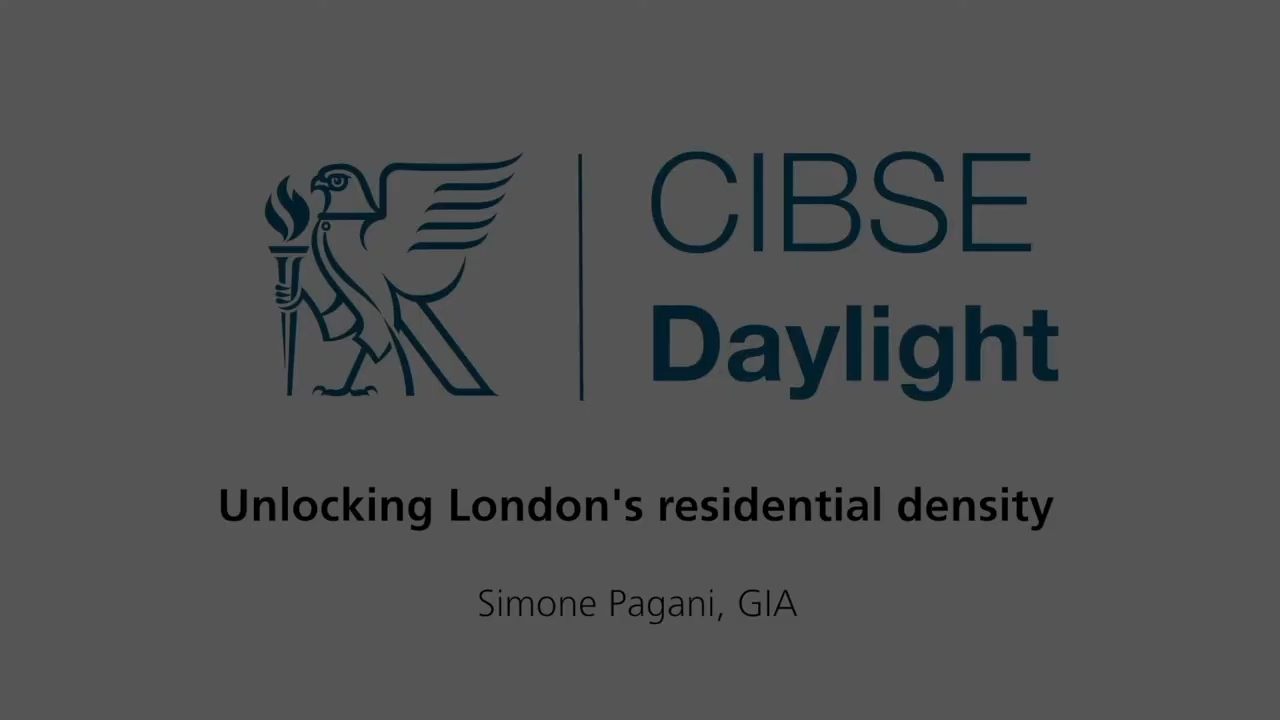 CIBSE
Daylight
Unlocking London's residential density
Simone Pagani, GIA